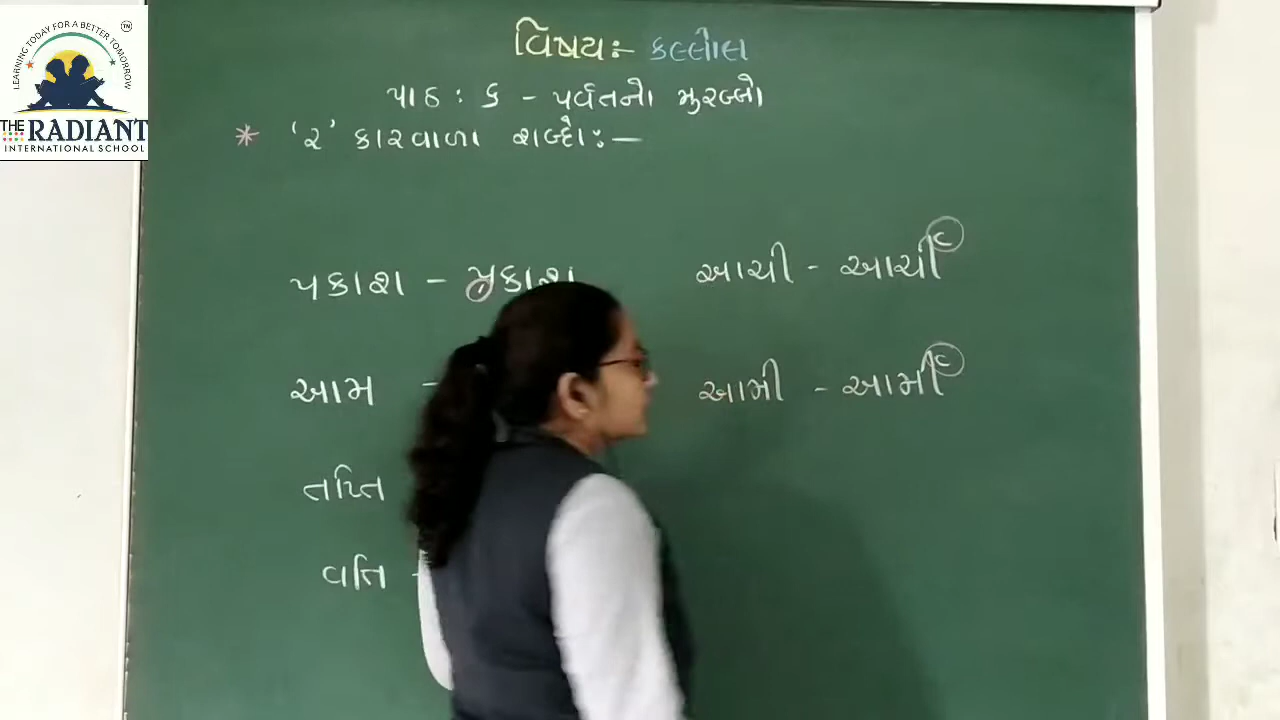 LEARNING TODAY FOR A BETTER TOMORROW
TM
THE RADIANT
INTERNATIONAL SCHOOL
વિષય:- કલ્લોલ
પાઠ : ૬ - પર્વતનો ઝુરબ્બો
* 'ર' કારવાળા શબ્દો:-
પકાશ - પ્રકાશ
આમ -
તપ્તિ
વત્તિ -
આચી - આર્ચી
આમી - આર્મી